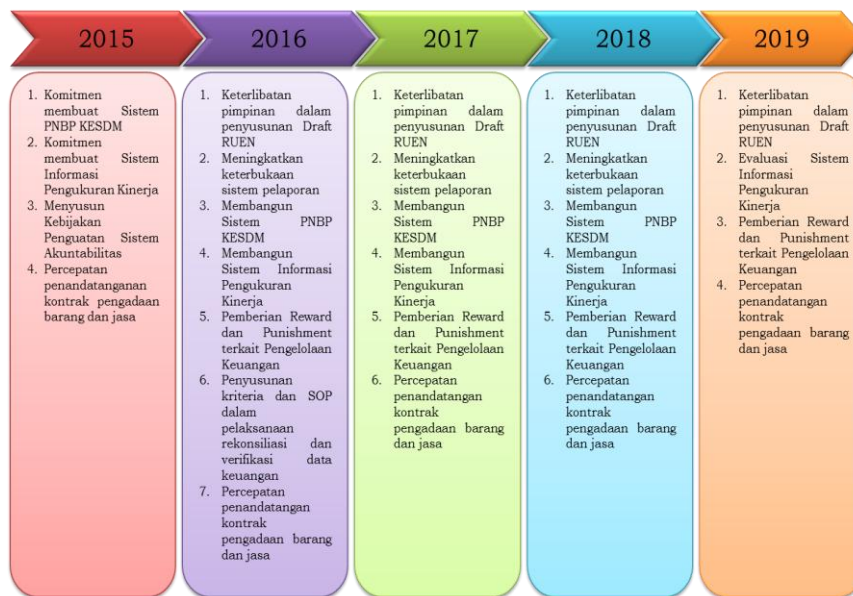 2015
2016
2017
2018
2019
1. Komitmen
membuat Sistem
PNBP KESDM
2. Komitmen
membuat Sistem
Informasi
Pengukuran Kinerja
3. Menyusun
Kebijakan
Penguatan Sistem
Akuntabilitas
4. Percepatan
penandatanganan
kontrak pengadaan
barang dan jasa
1. Keterlibatan
pimpinan dalam
penyusunan Draft
RUEN
2. Meningkatkan
keterbukaan
sistem pelaporan
3. Membangun
Sistem PNBP
KESDM
4. Membangun
Sistem Informasi
Pengukuran
Kinerja
5. Pemberian Reward
dan Punishment
terkait Pengelolaan
Keuangan
6. Penyusunan
kriteria dan SOP
dalam
pelaksanaan
rekonsiliasi dan
verifikasi data
keuangan
7. Percepatan
penandatangan
kontrak
pengadaan barang
dan jasa
1. Keterlibatan
pimpinan dalam
penyusunan Draft
RUEN
2. Meningkatkan
keterbukaan
sistem pelaporan
3. Membangun
Sistem PNBP
KESDM
4. Membangun
Sistem Informasi
Pengukuran
Kinerja
5. Pemberian Reward
dan Punishment
terkait Pengelolaan
Keuangan
6. Percepatan
penandatangan
kontrak
pengadaan barang
dan jasa
1. Keterlibatan
pimpinan dalam
penyusunan Draft
RUEN
2. Meningkatkan
keterbukaan
sistem pelaporan
3. Membangun
Sistem PNBP
KESDM
4. Membangun
Sistem Informasi
Pengukuran
Kinerja
5. Pemberian Reward
dan Punishment
terkait Pengelolaan
Keuangan
6. Percepatan
penandatangan
kontrak
pengadaan barang
dan jasa
1. Keterlibatan
pimpinan dalam
penyusunan Draft
RUEN
2. Evaluasi Sistem
Informasi
Pengukuran
Kinerja
3. Pemberian Reward
dan Punishment
terkait Pengelolaan
Keuangan
4. Percepatan
penandatangan
kontrak
pengadaan barang
dan jasa